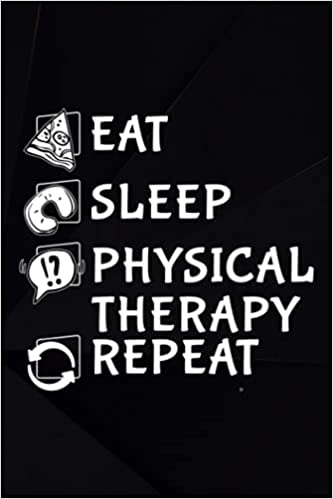 EAT
SLEEP
!?
PHYSICAL
THERAPY
REPEAT